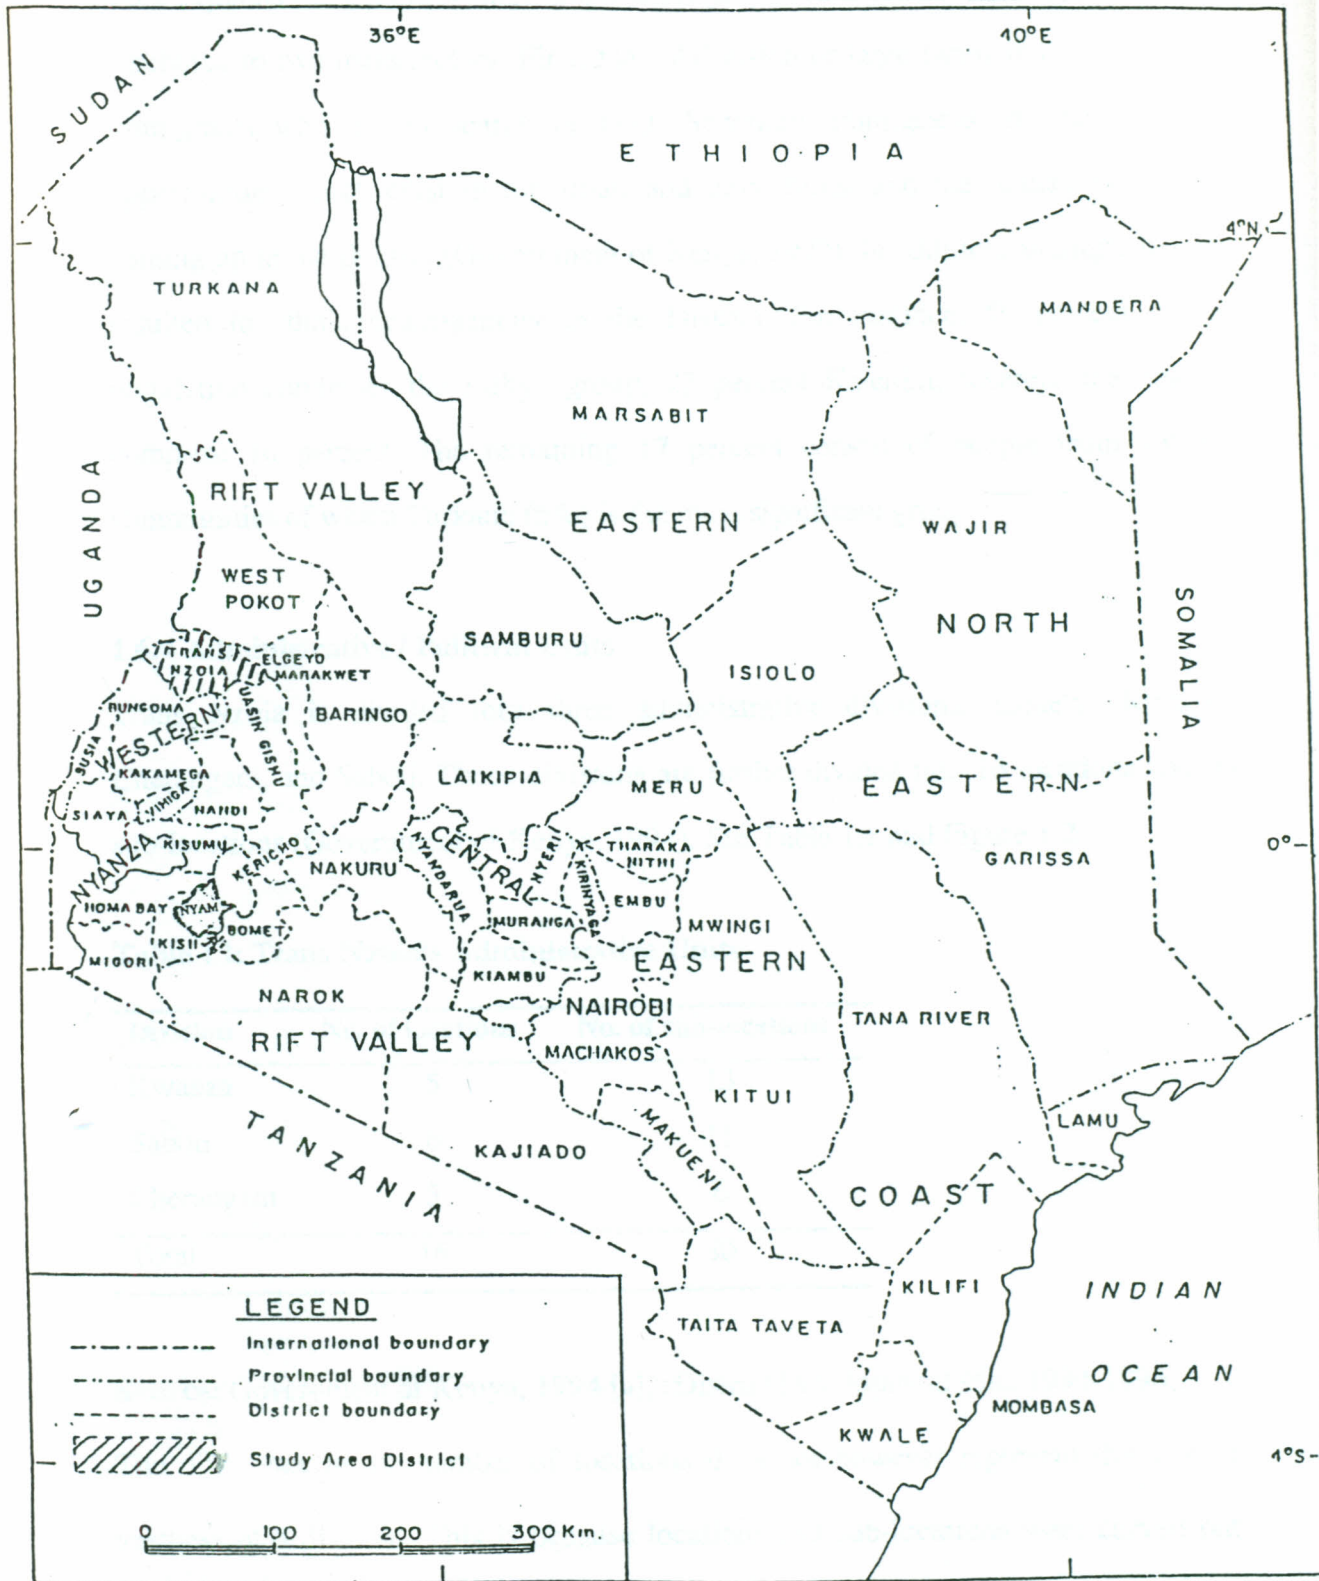 36°E
40°E
SUDAN
ETHIOPIA
4°N
TURKANA
MANDERA
MARSABIT
UGANDA
RIFT VALLEY
EASTERN
WAJIR
WEST
POKOT
SOMALIA
NORTH
SAMBURU
TRANS
NZOIA
ELGEYO
MARAKWET
ISIOLO
BUNGOMA
UASIN GISHU
BARINGO
WESTERN
BUSIA
KAKAMEGA
LAIKIPIA
MERU
EASTERN
VIHIGA
NANDI
SIAYA
KISUMU
NYANZA
KERICHO
NAKURU
NYANDARUA
CENTRAL
NYERI
THARAKA
NITHI
0°
GARISSA
KIRINYAGA
HOMA BAY
NYAM
IRA
EMBU
BOMET
MURANGA
MWINGI
KISII
MIGORI
KIAMBU
EASTERN
NAROK
NAIROBI
TANA RIVER
RIFT VALLEY
MACHAKOS
KITUI
LAMU
MAKUENI
TANZANIA
KAJIADO
COAST
KILIFI
INDIAN
OCEAN
TAITA TAVETA
MOMBASA
KWALE
4°S
LEGEND
International boundary
Provincial boundary
District boundary
Study Area District
0 100 200 300 Km.